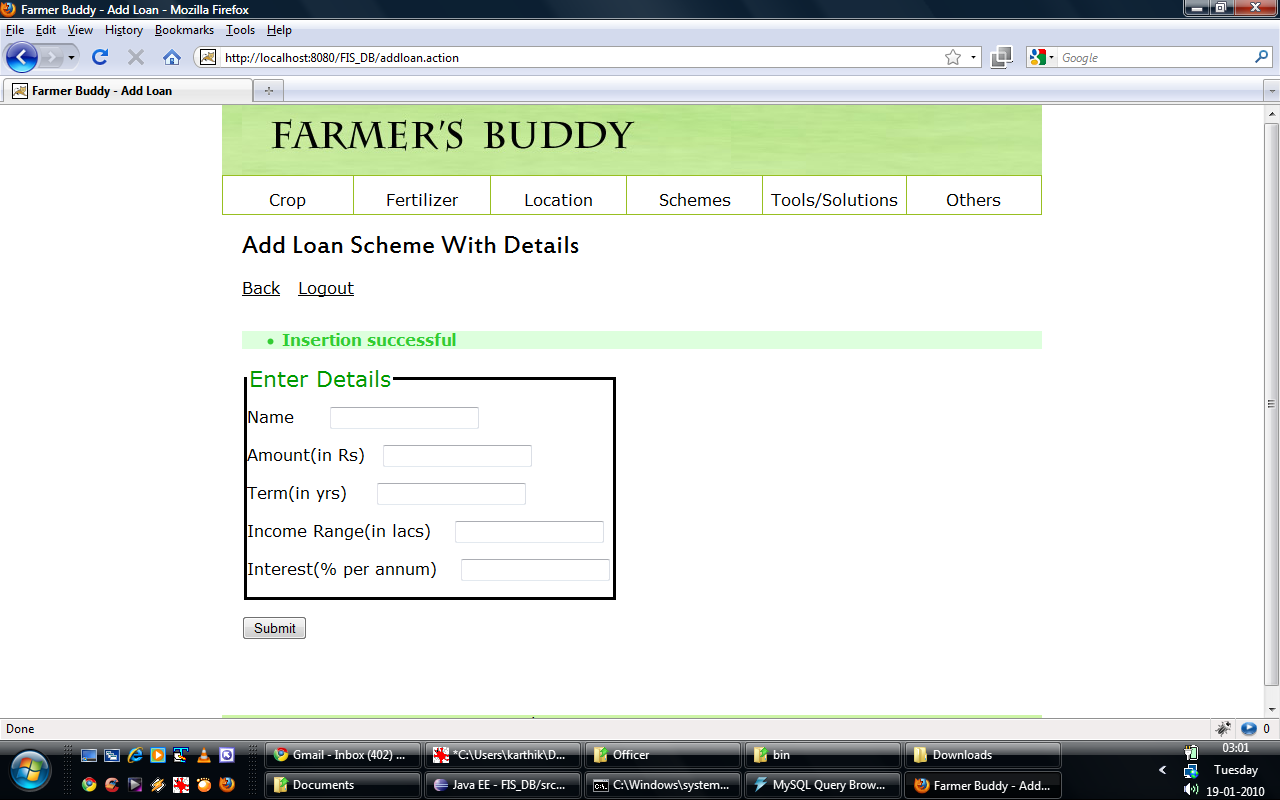 Farmer Buddy - Add Loan - Mozilla Firefox
File Edit View History Bookmarks Tools Help
http://localhost:8080/FIS_DB/addloan.action
Google
Farmer Buddy - Add Loan
FARMER'S BUDDY
Crop Fertilizer Location Schemes Tools/Solutions Others
Add Loan Scheme With Details
Back Logout
• Insertion successful
Enter Details
Name
Amount(in Rs)
Term(in yrs)
Income Range(in lacs)
Interest(% per annum)
Submit
Done
0
Gmail - Inbox (402) ...
*C:\Users\karthik\D...
Officer
bin
Downloads
03:01
Documents
Java EE - FIS_DB/src...
C:\Windows\system...
MySQL Query Brow...
Farmer Buddy - Add...
Tuesday
19-01-2010